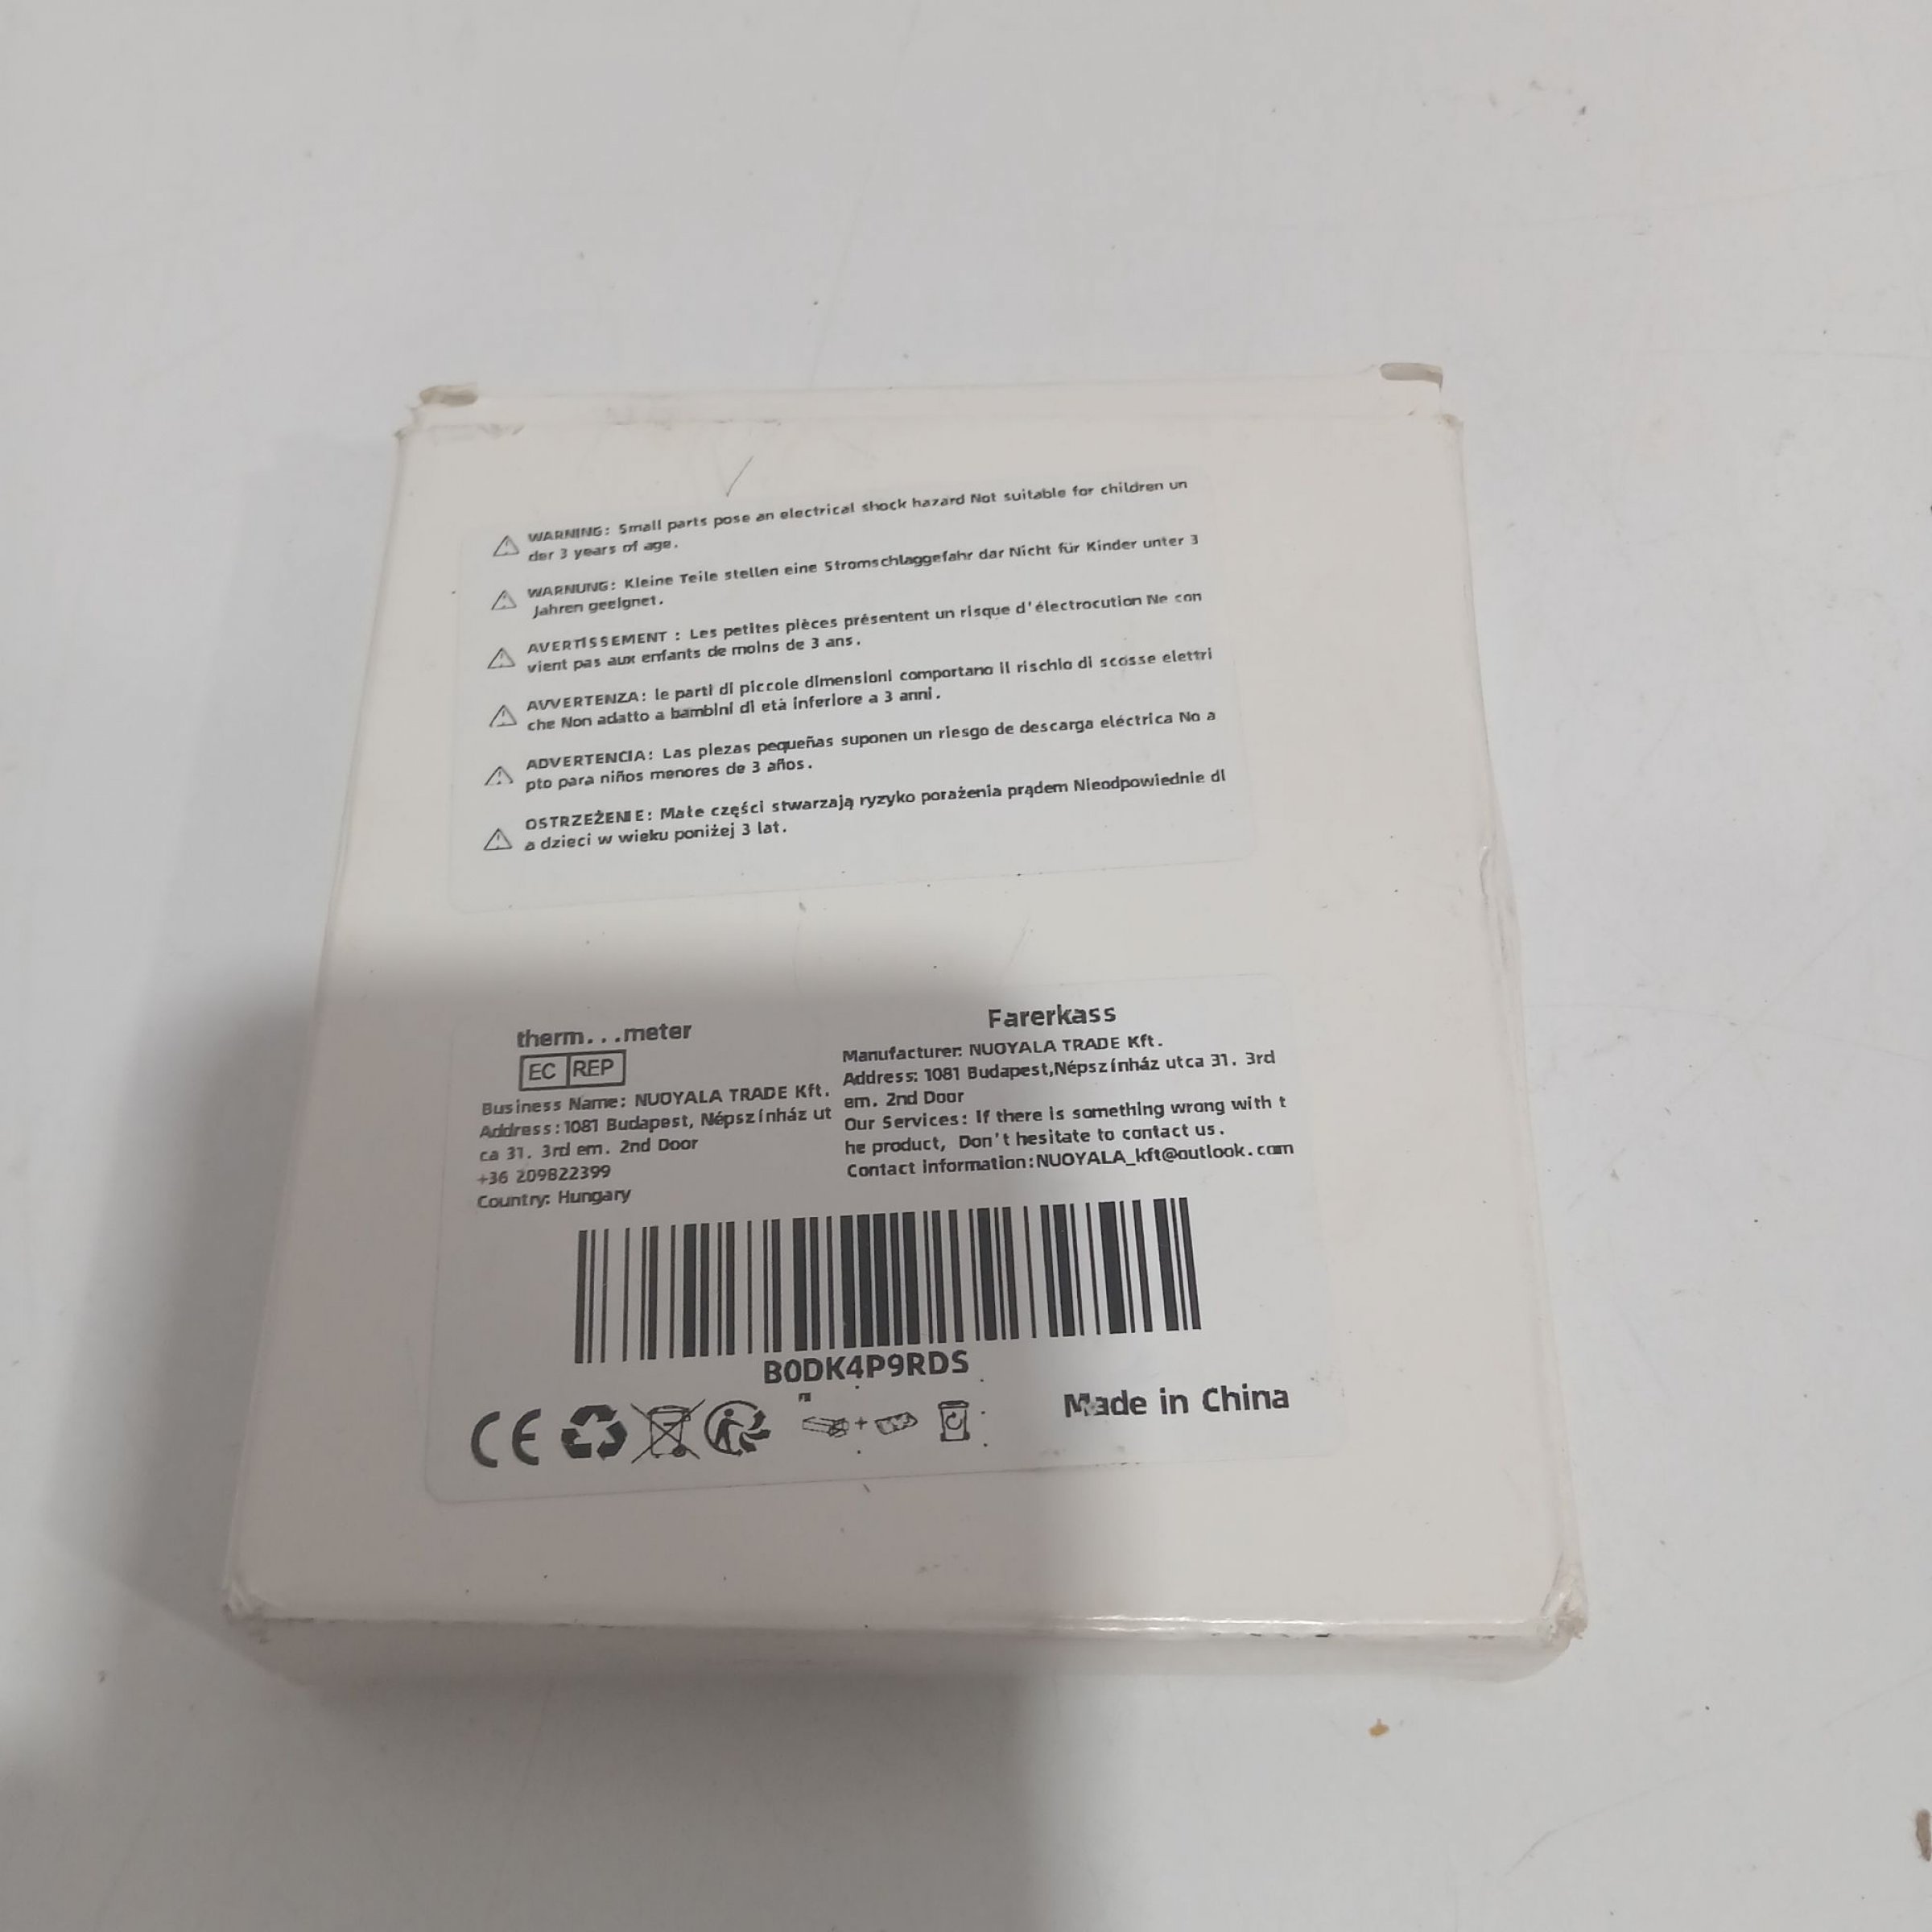 WARNING: Small parts pose an electrical shock hazard Not suitable for children un
der 3 years of age.
WARNUNG: Kleine Teile stellen eine Stromschlaggefahr dar Nicht für Kinder unter 3
Jahren geeignet.
AVERTISSEMENT : Les petites pièces présentent un risque d'électrocution Ne con
vient pas aux enfants de moins de 3 ans.
AVVERTENZA: le parti di piccole dimensioni comportano il rischio di scosse elettri
che Non adatto a bambini di età inferiore a 3 anni.
ADVERTENCIA: Las piezas pequeñas suponen un riesgo de descarga eléctrica No a
pto para niños menores de 3 años.
OSTRZEŻENIE: Małe części stwarzają ryzyko porażenia prądem Nieodpowiednie dl
a dzieci w wieku poniżej 3 lat.
therm...meter
EC REP
Business Name: NUOYALA TRADE Kft.
Address:1081 Budapest, Népszínház ut
ca 31. 3rd em. 2nd Door
+36 209822399
Country: Hungary
Farerkass
Manufacturer: NUOYALA TRADE Kft.
Address: 1081 Budapest,Népszínház utca 31. 3rd
em. 2nd Door
Our Services: If there is something wrong with t
he product, Don't hesitate to contact us.
Contact information:NUOYALA_kft@outlook.com
B0DK4P9RDS
CE
Made in China